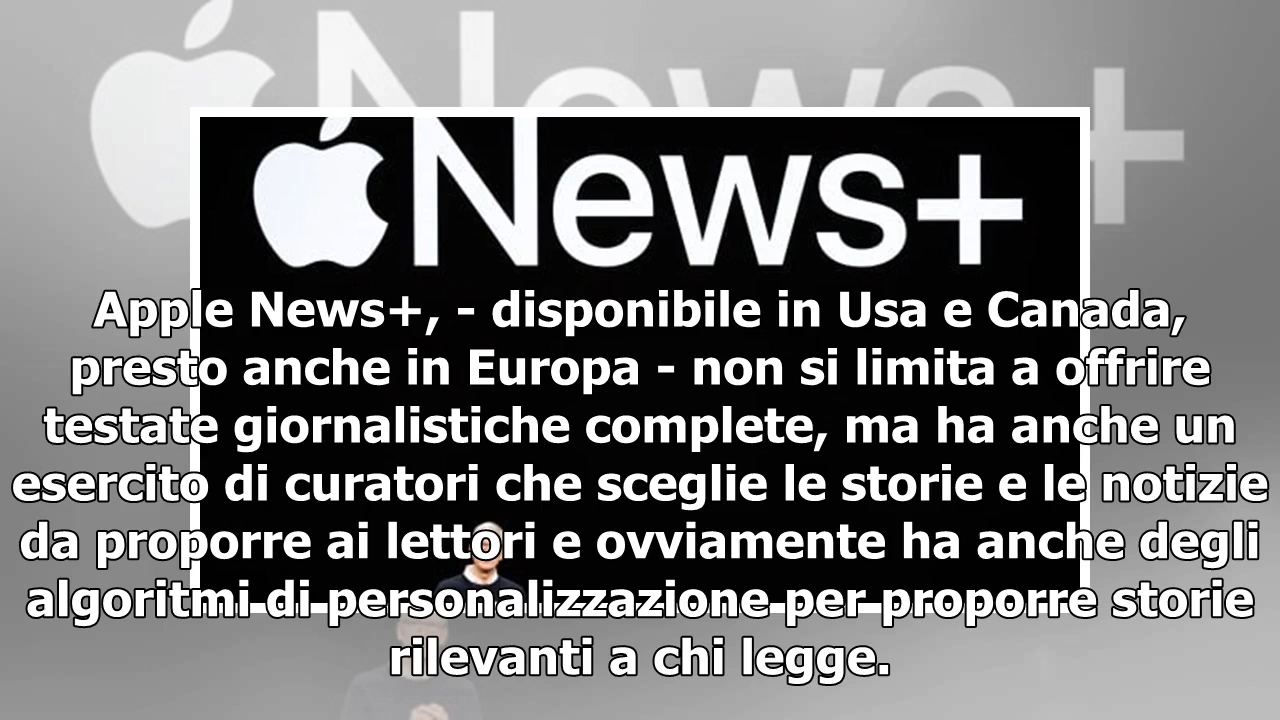 News+
News+
Apple News+, - disponibile in Usa e Canada,
presto anche in Europa - non si limita a offrire
testate giornalistiche complete, ma ha anche un
esercito di curatori che sceglie le storie e le notizie
da proporre ai lettori e ovviamente ha anche degli
algoritmi di personalizzazione per proporre storie
rilevanti a chi legge.